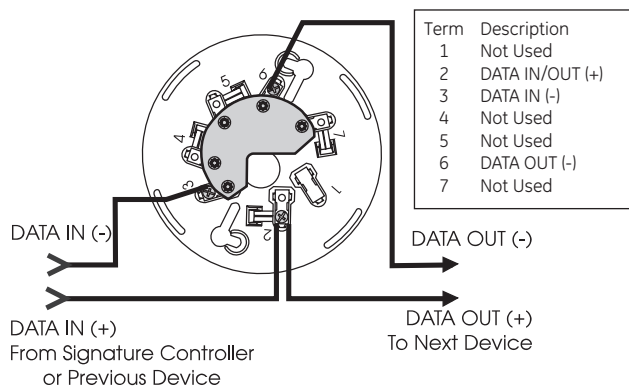 Term Description
1 Not Used
2 DATA IN/OUT (+)
3 DATA IN (-)
4 Not Used
5 Not Used
6 DATA OUT (-)
7 Not Used
6
5
7
4
3
1
2
DATA IN (-)
DATA OUT (-)
DATA IN (+)
From Signature Controller
or Previous Device
DATA OUT (+)
To Next Device